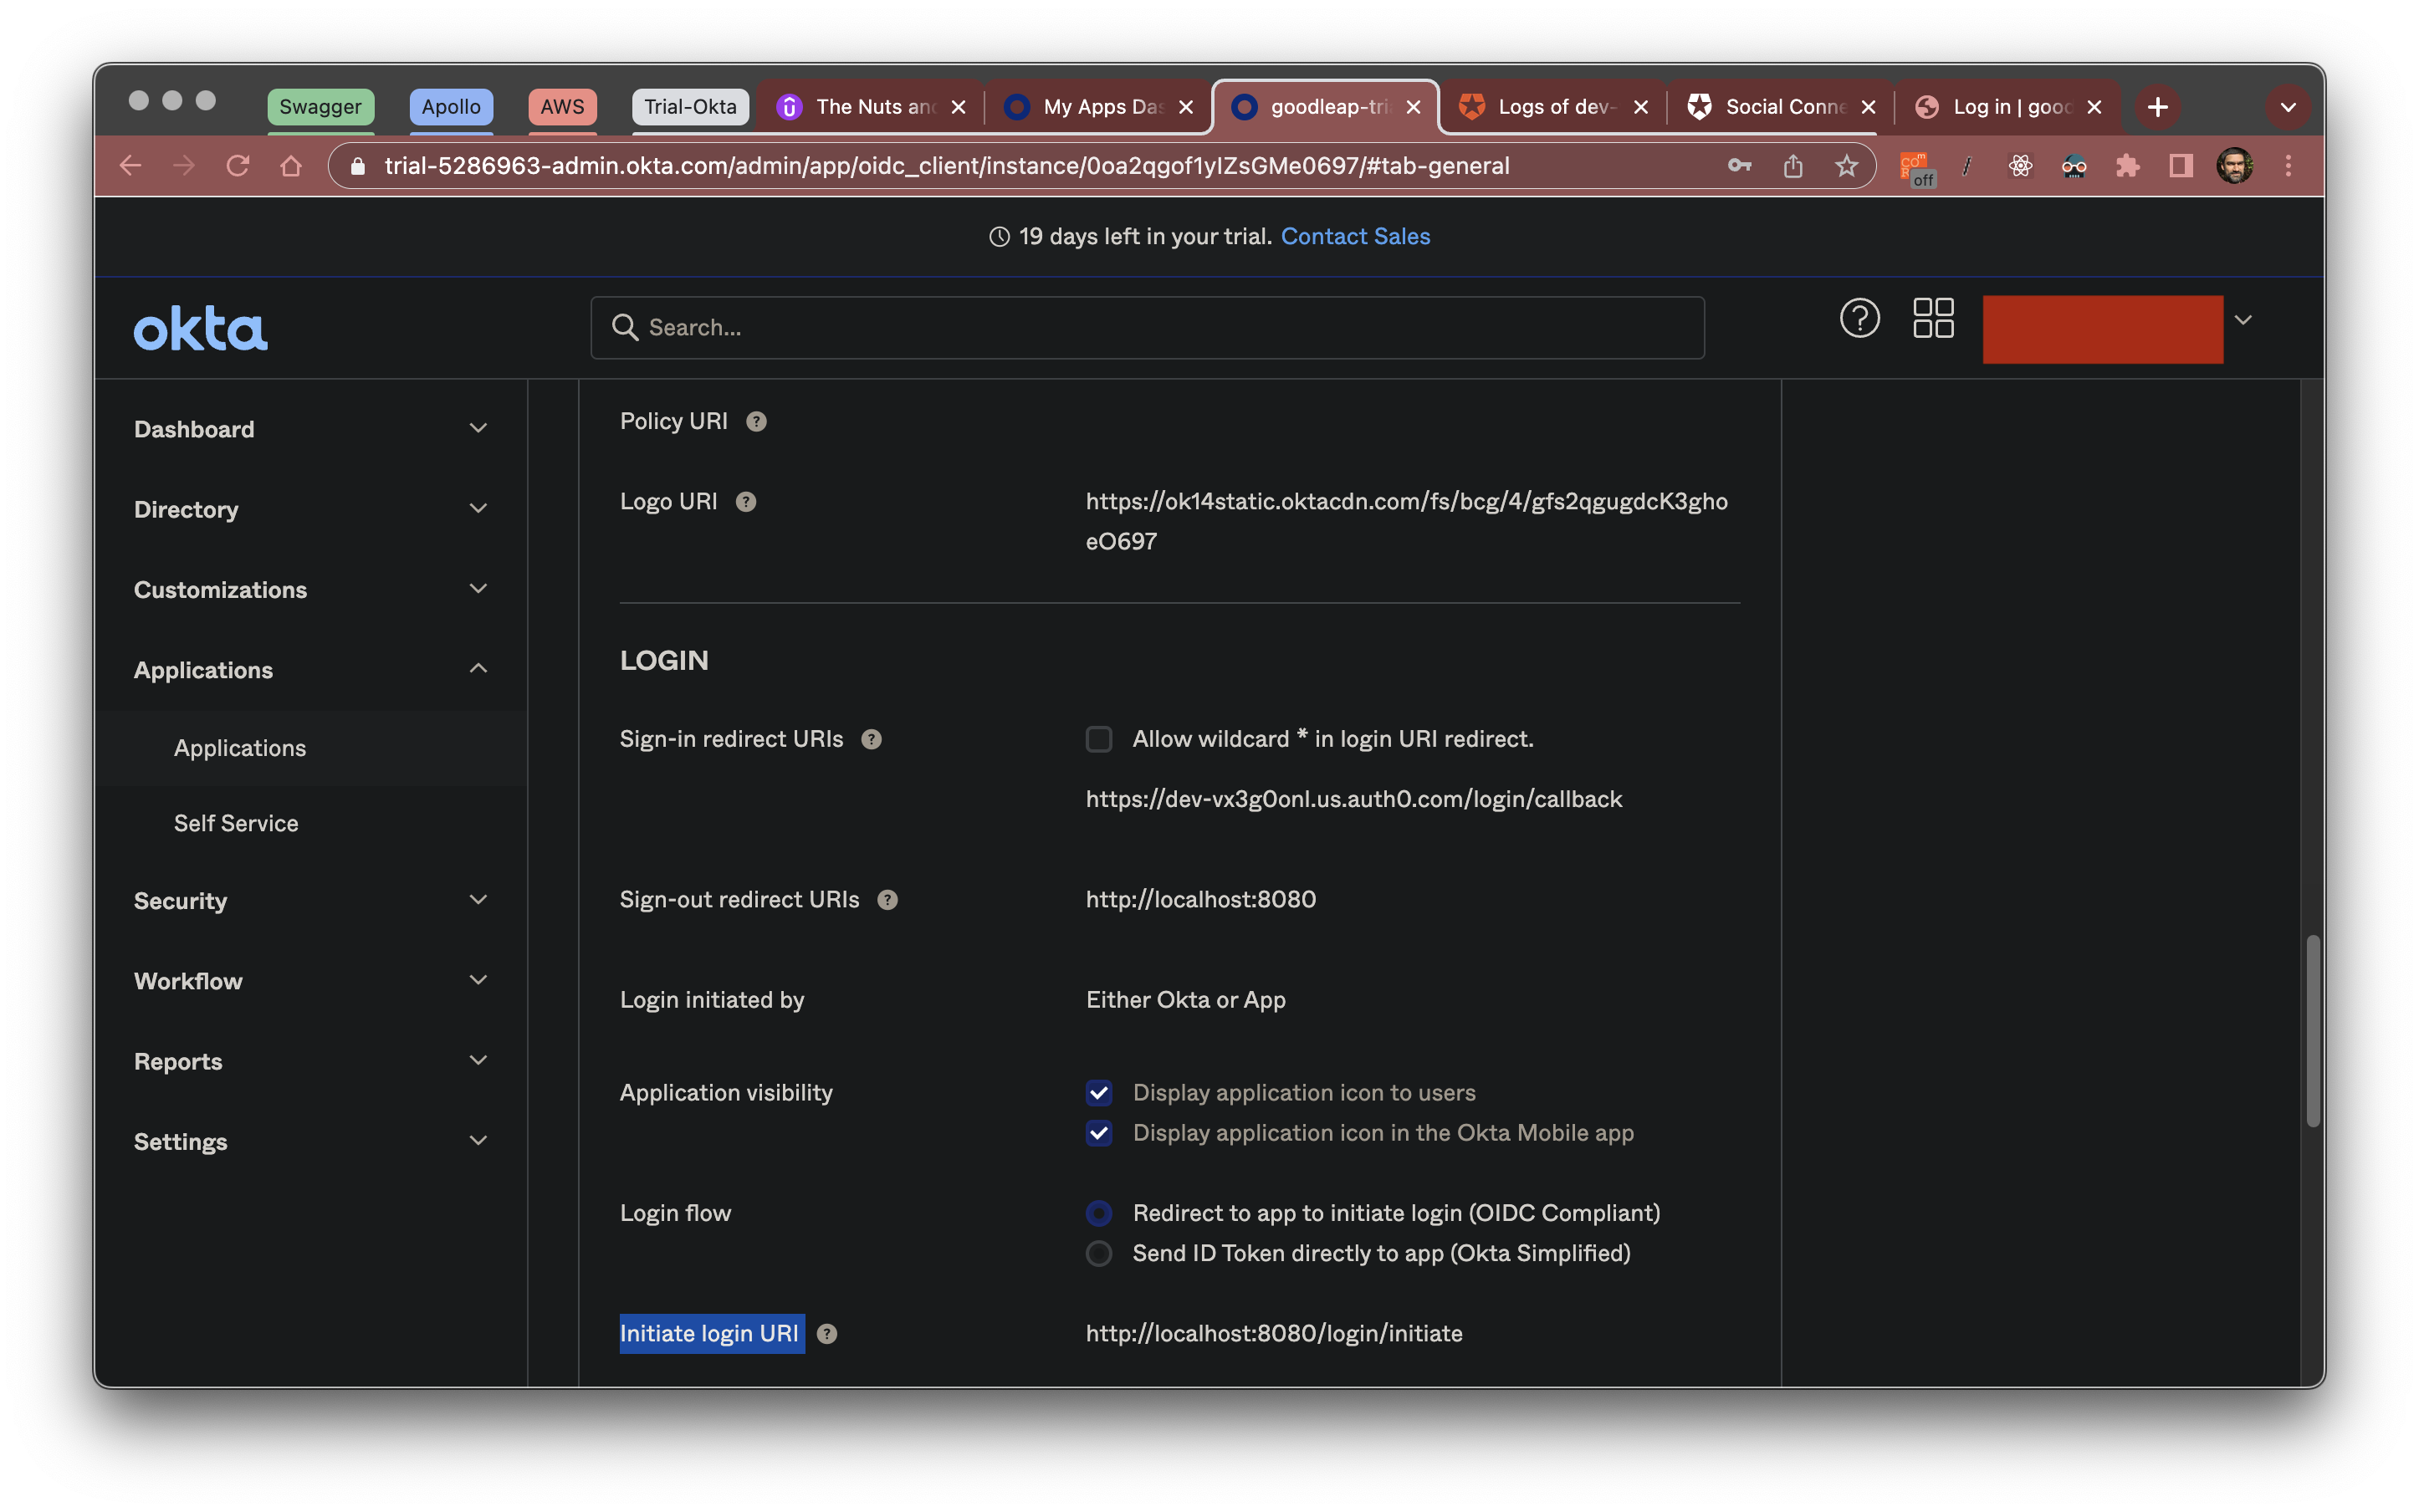 Swagger
Apollo
AWS
Trial-Okta
The Nuts an
My Apps Das
goodleap-tri
Logs of dev-
Social Conne
Log in | good
trial-5286963-admin.okta.com/admin/app/oidc_client/instance/0oa2qgof1yIZsGMe0697/#tab-general
off
19 days left in your trial. Contact Sales
okta
Search...
Dashboard
Directory
Customizations
Applications
Applications
Self Service
Security
Workflow
Reports
Settings
Policy URI
Logo URI
https://ok14static.oktacdn.com/fs/bcg/4/gfs2qgugdcK3gho
eO697
LOGIN
Sign-in redirect URIs
Allow wildcard * in login URI redirect.
https://dev-vx3g0onl.us.auth0.com/login/callback
Sign-out redirect URIs
http://localhost:8080
Login initiated by
Either Okta or App
Application visibility
Display application icon to users
Display application icon in the Okta Mobile app
Login flow
Redirect to app to initiate login (OIDC Compliant)
Send ID Token directly to app (Okta Simplified)
Initiate login URI
http://localhost:8080/login/initiate